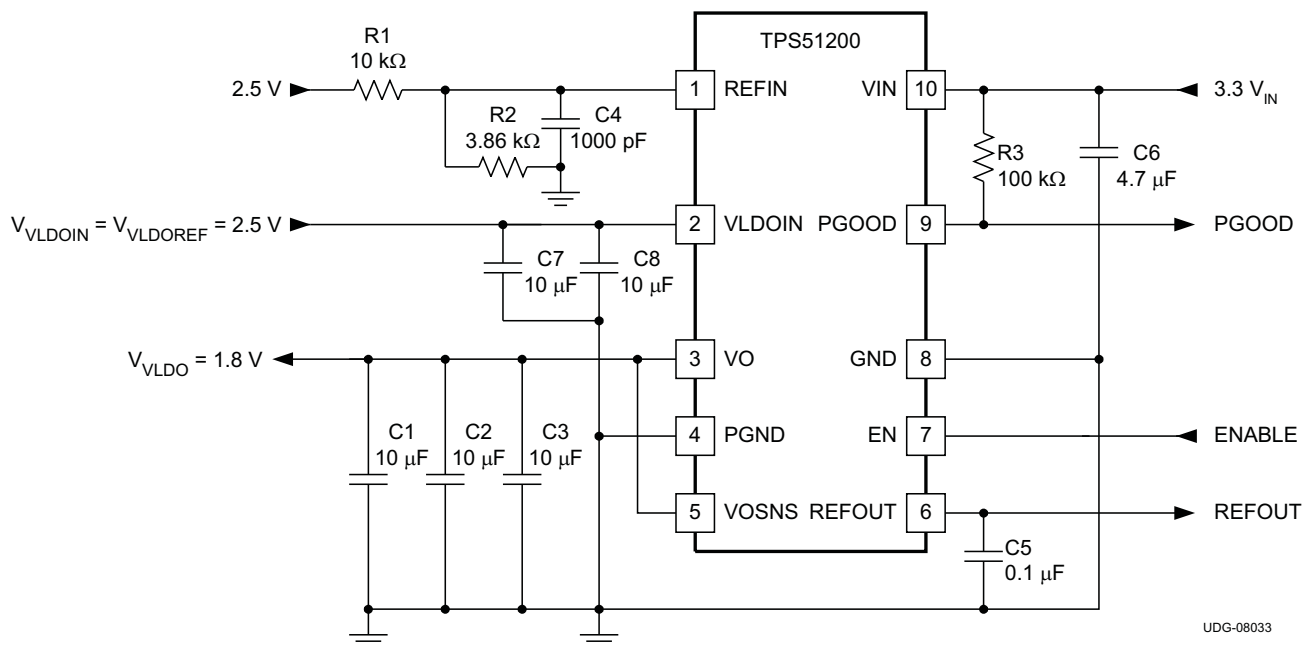 TPS51200
R1
10 kΩ
2.5 V
1
REFIN
VIN
10
3.3 V_IN
R2
3.86 kΩ
C4
1000 pF
R3
100 kΩ
C6
4.7 μF
V_VLDOIN = V_VLDOREF = 2.5 V
2
VLDOIN
PGOOD
9
PGOOD
C7
10 μF
C8
10 μF
V_VLDO = 1.8 V
3
VO
GND
8
C1
10 μF
C2
10 μF
C3
10 μF
4
PGND
EN
7
ENABLE
5
VOSNS
REFOUT
6
REFOUT
C5
0.1 μF
UDG-08033